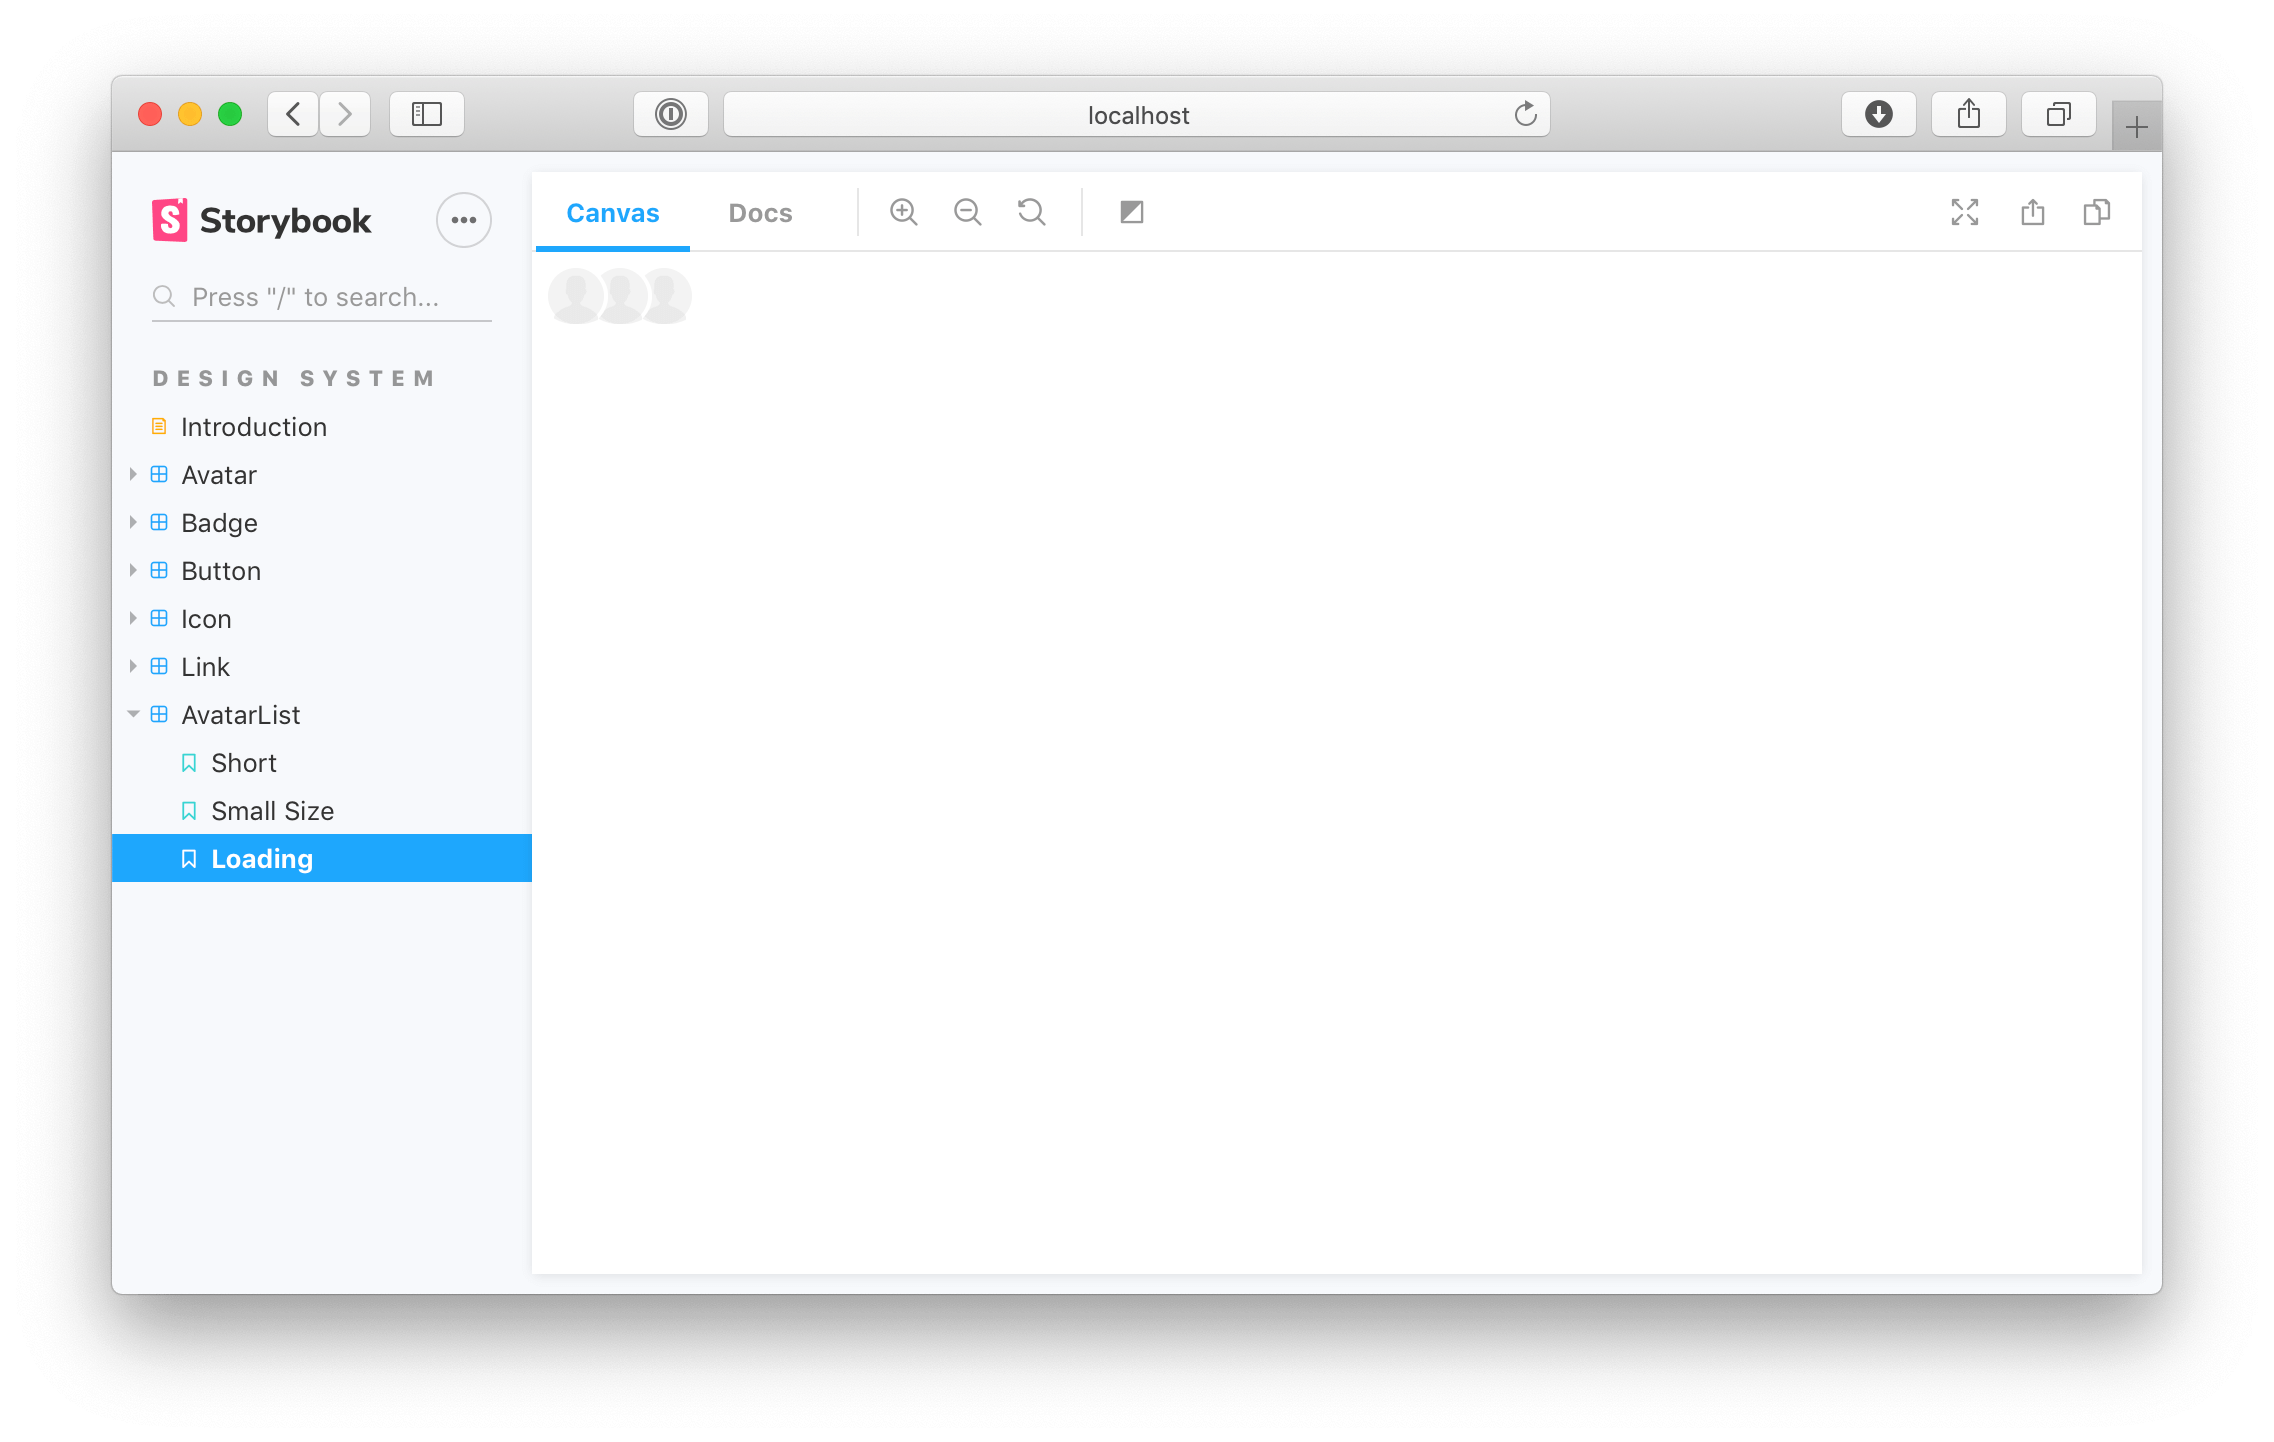 localhost
Storybook
Canvas
Docs
Press "/" to search...
DESIGN SYSTEM
Introduction
Avatar
Badge
Button
Icon
Link
AvatarList
Short
Small Size
Loading